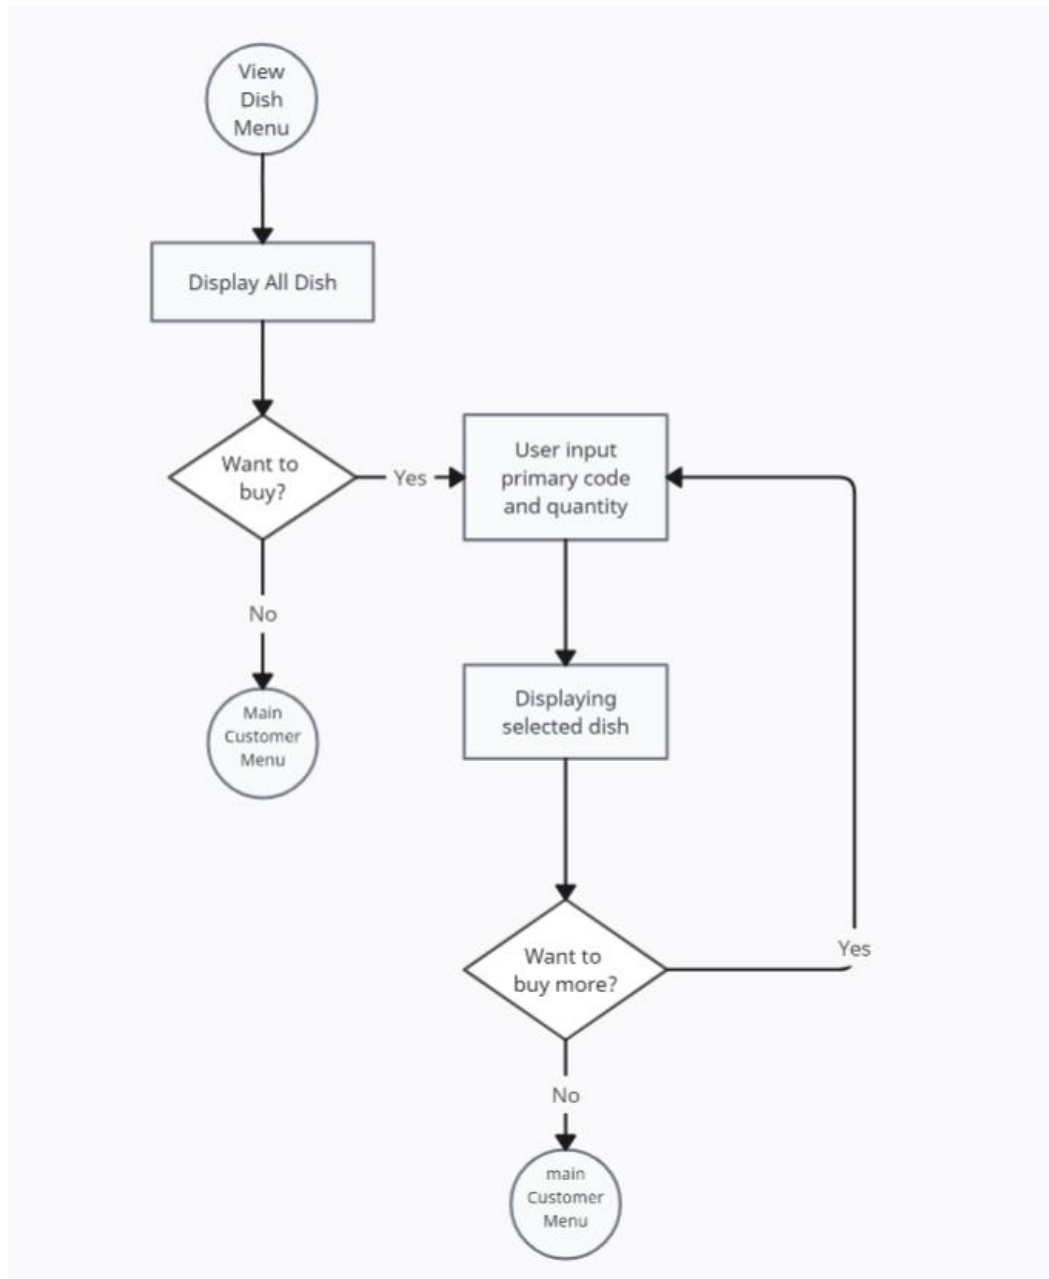 View
Dish
Menu
Display All Dish
Want to
buy?
Yes
User input
primary code
and quantity
No
Main
Customer
Menu
Displaying
selected dish
Want to
buy more?
Yes
No
main
Customer
Menu